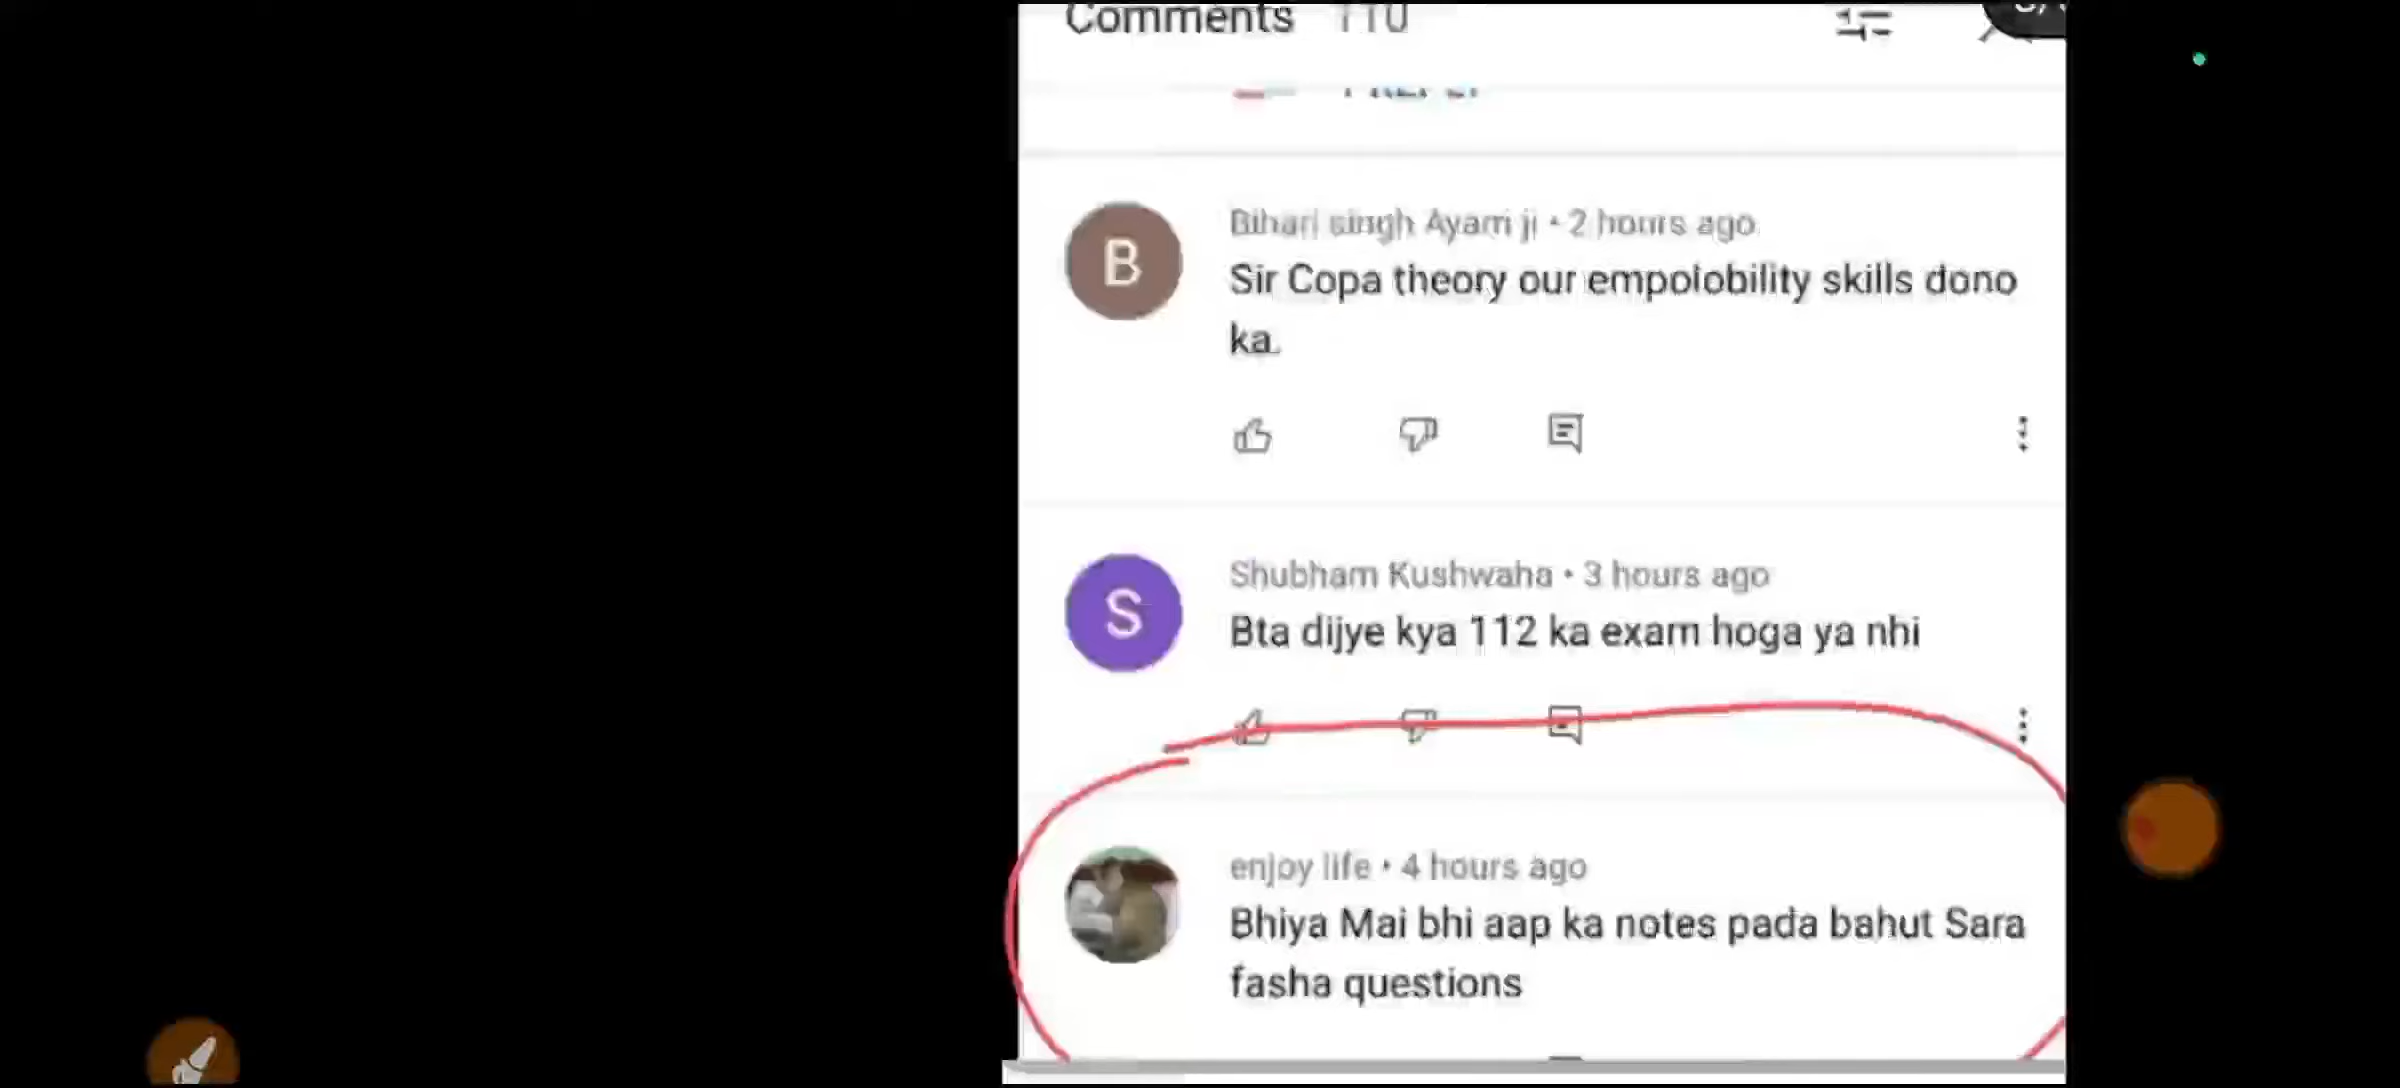 Comments 110
B
Bihari singh Ayam ji • 2 hours ago
Sir Copa theory our empolobility skills dono
ka.
S
Shubham Kushwaha • 3 hours ago
Bta dijye kya 112 ka exam hoga ya nhi
enjoy life • 4 hours ago
Bhiya Mai bhi aap ka notes pada bahut Sara
fasha questions